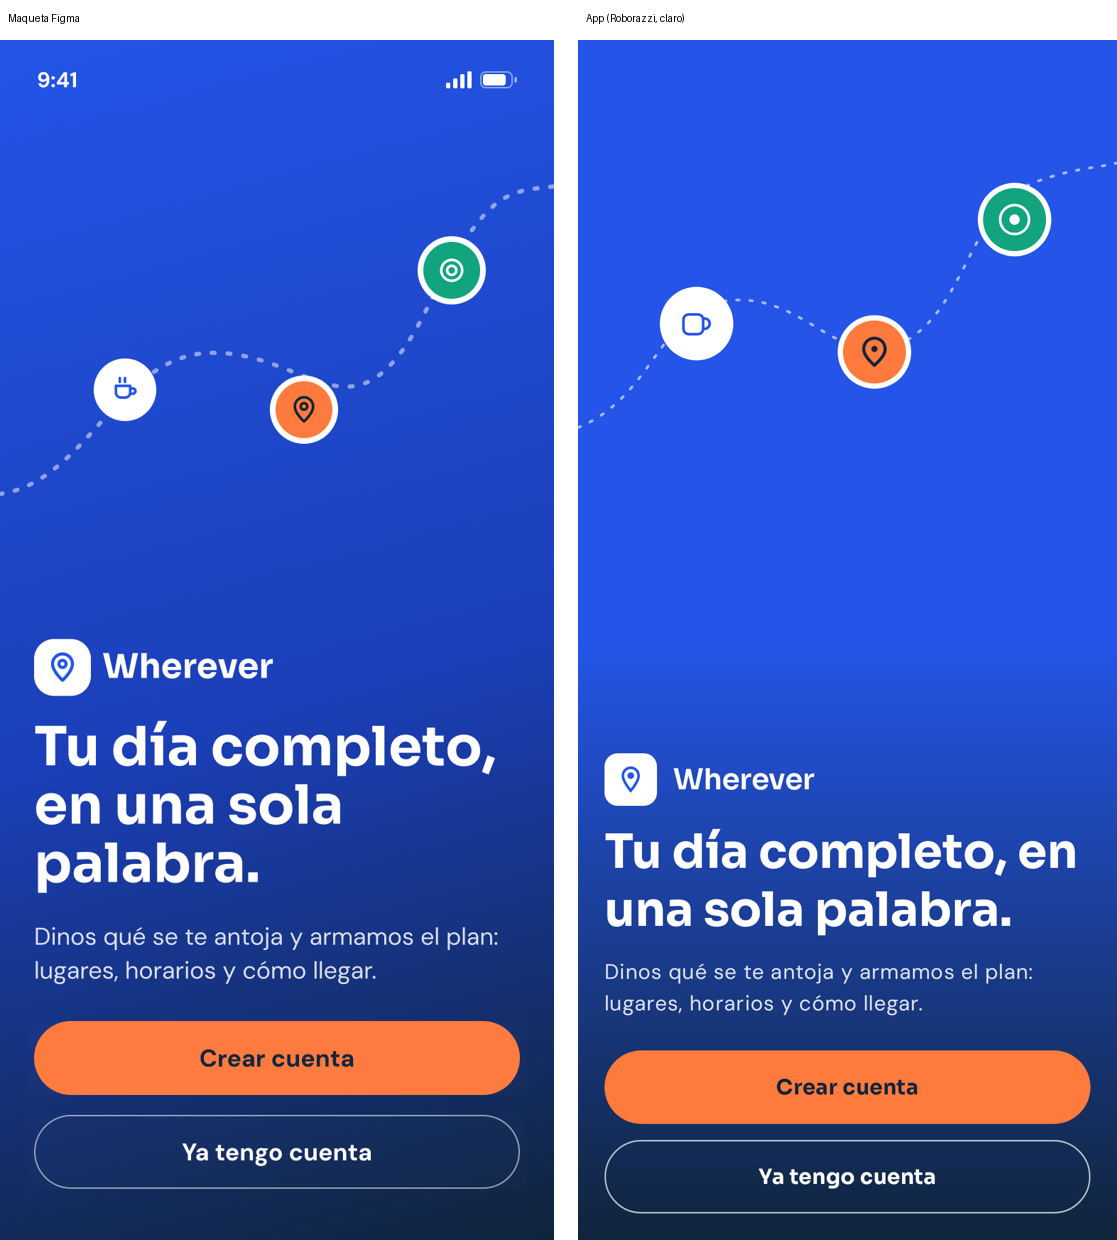 Maqueta Figma
9:41
Wherever
Tu día completo,
en una sola
palabra.
Dinos qué se te antoja y armamos el plan:
lugares, horarios y cómo llegar.
Crear cuenta
Ya tengo cuenta
App (Roborazzi, claro)
Wherever
Tu día completo, en
una sola palabra.
Dinos qué se te antoja y armamos el plan:
lugares, horarios y cómo llegar.
Crear cuenta
Ya tengo cuenta